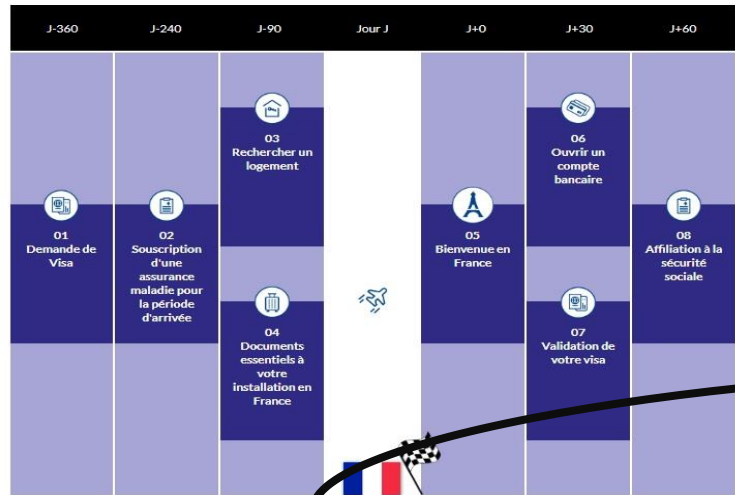 J-360
J-240
J-90
Jour J
J+0
J+30
J+60
01
Demande de
Visa
02
Souscription
d'une
assurance
maladie pour
la période
d'arrivée
03
Rechercher un
logement
04
Documents
essentiels à
votre
installation en
France
05
Bienvenue en
France
06
Ouvrir un
compte
bancaire
07
Validation de
votre visa
08
Affiliation à la
sécurité
sociale